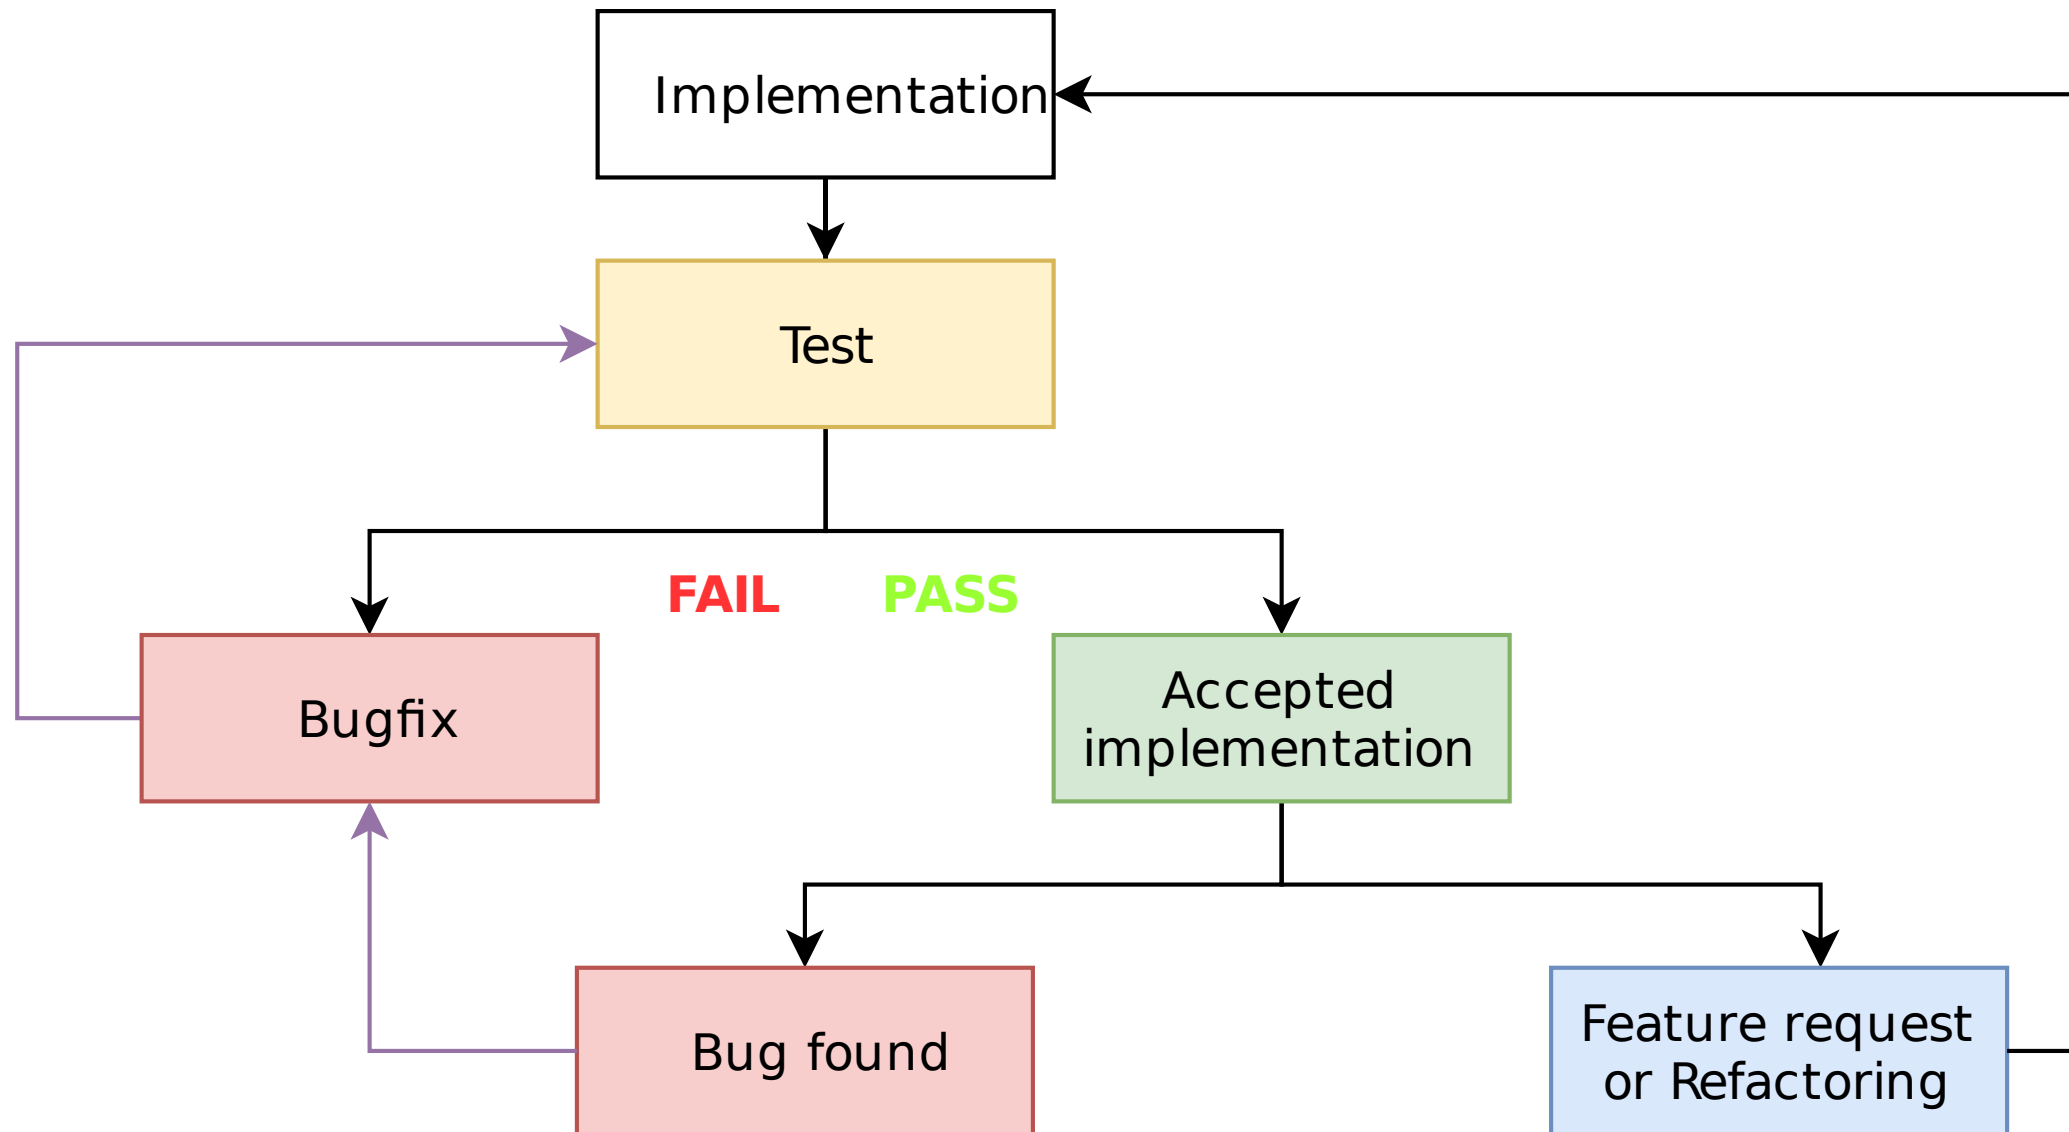 Implementation
Test
FAIL
PASS
Bugfix
Accepted
implementation
Bug found
Feature request
or Refactoring